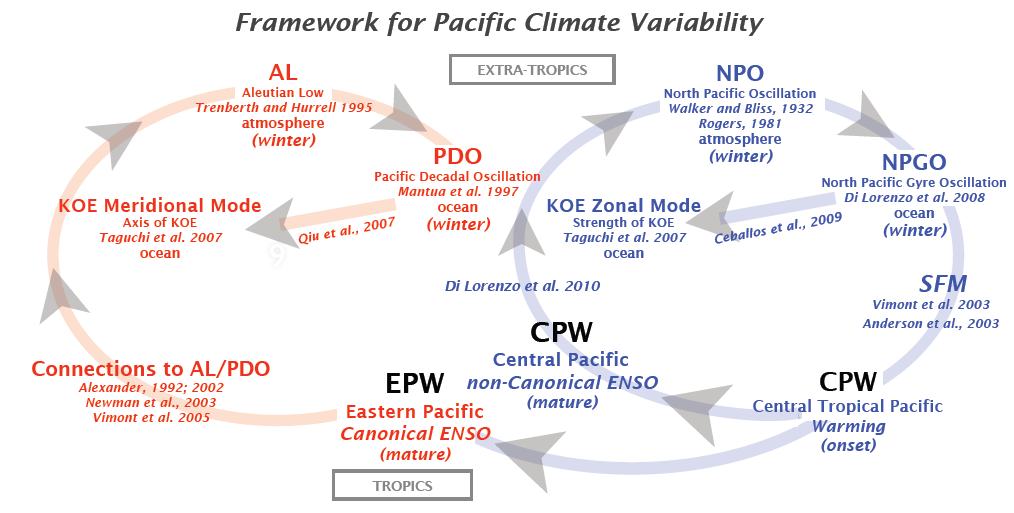 Framework for Pacific Climate Variability
EXTRA-TROPICS
AL
Aleutian Low
Trenberth and Hurrell 1995
atmosphere
(winter)
PDO
Pacific Decadal Oscillation
Mantua et al. 1997
ocean
(winter)
KOE Meridional Mode
Axis of KOE
Taguchi et al. 2007
ocean
Qiu et al., 2007
9
NPO
North Pacific Oscillation
Walker and Bliss, 1932
Rogers, 1981
atmosphere
(winter)
NPGO
North Pacific Gyre Oscillation
Di Lorenzo et al. 2008
ocean
(winter)
KOE Zonal Mode
Strength of KOE
Taguchi et al. 2007
ocean
Ceballos et al., 2009
Di Lorenzo et al. 2010
SFM
Vimont et al. 2003
Anderson et al., 2003
Connections to AL/PDO
Alexander, 1992; 2002
Newman et al., 2003
Vimont et al. 2005
EPW
Eastern Pacific
Canonical ENSO
(mature)
CPW
Central Pacific
non-Canonical ENSO
(mature)
CPW
Central Tropical Pacific
Warming
(onset)
TROPICS